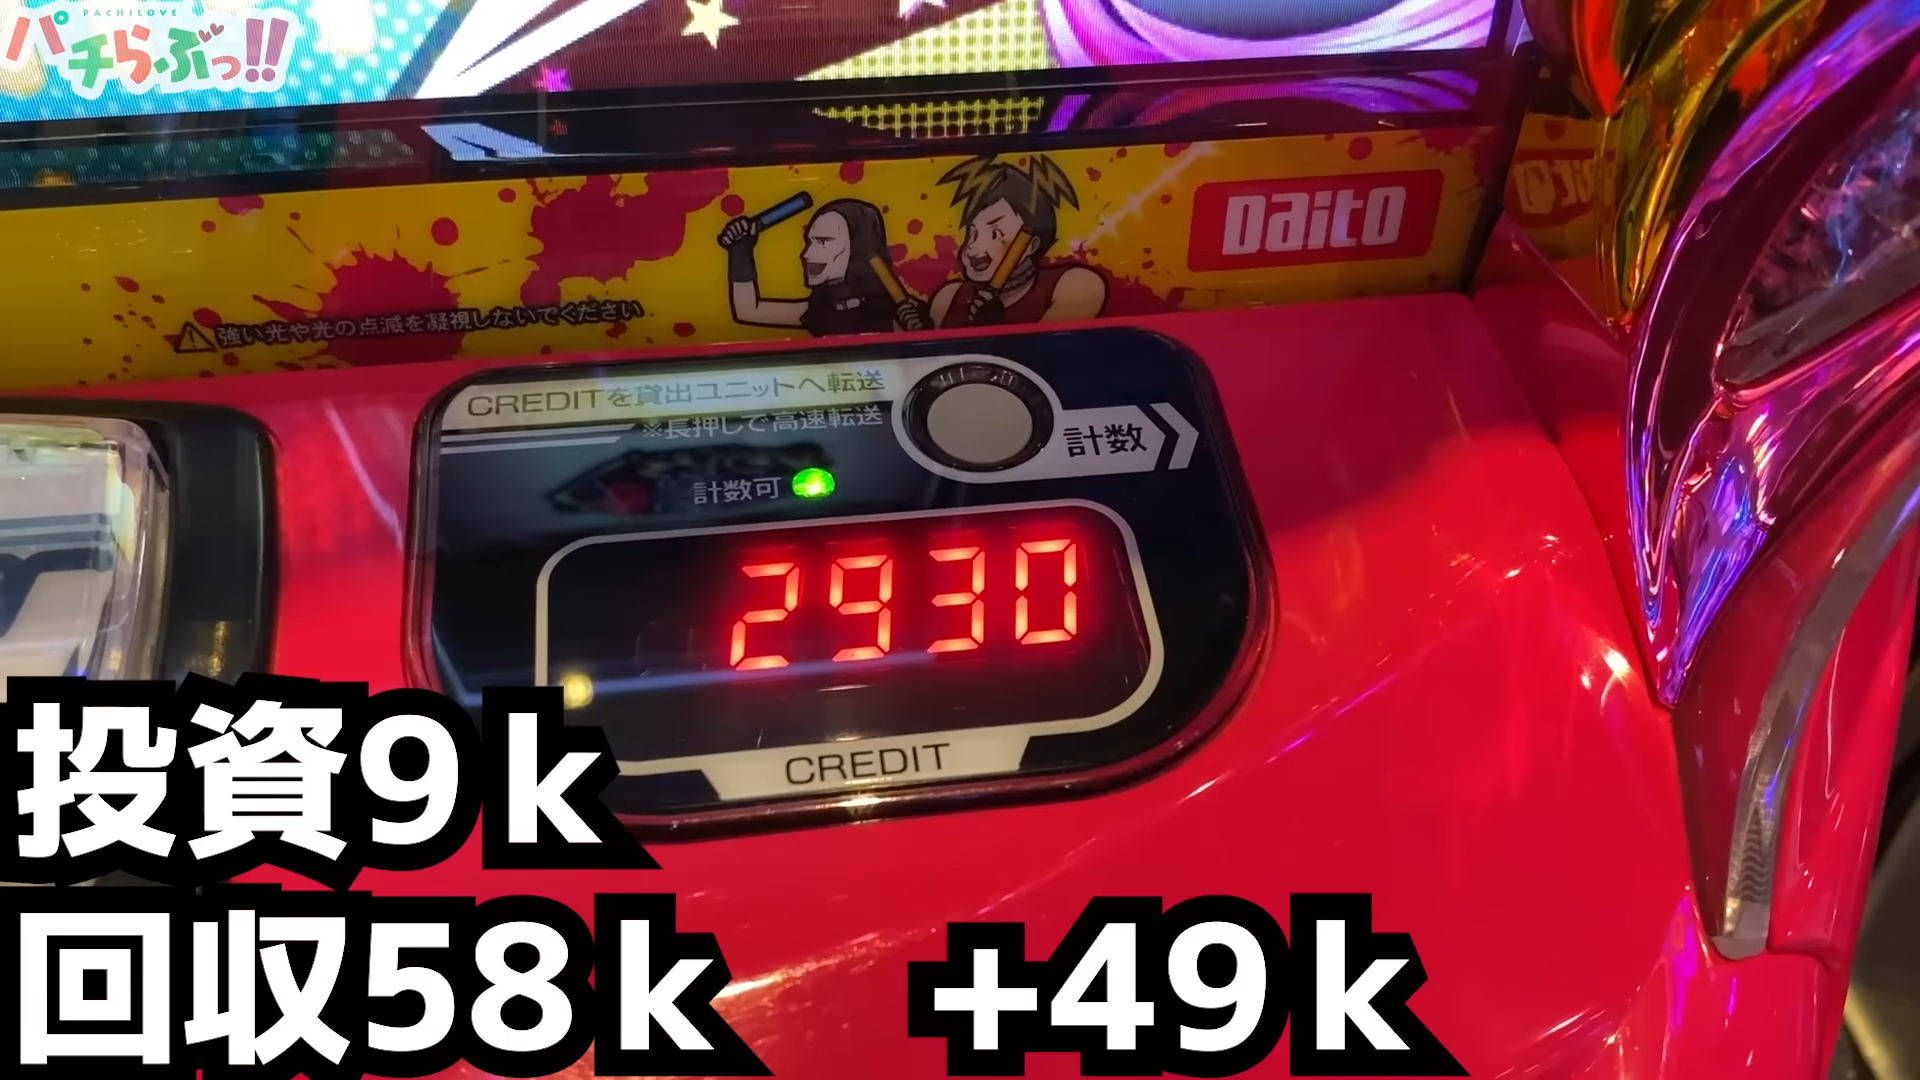 PACHILOVE
パチらぶっ!!
Daito
強い光や光の点滅を凝視しないでください
CREDITを貸出ユニットへ転送
※長押しで高速転送
計数
計数可
2930
CREDIT
投資9k
回収58k +49k